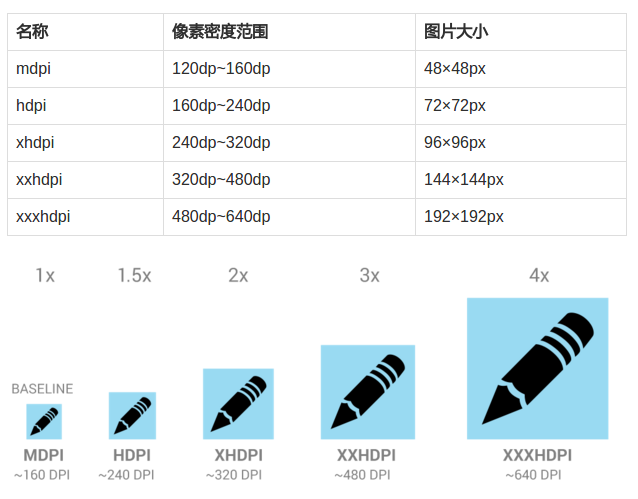 名称 像素密度范围 图片大小
mdpi 120dp~160dp 48×48px
hdpi 160dp~240dp 72×72px
xhdpi 240dp~320dp 96×96px
xxhdpi 320dp~480dp 144×144px
xxxhdpi 480dp~640dp 192×192px
1x 1.5x 2x 3x 4x
BASELINE
MDPI HDPI XHDPI XXHDPI XXXHDPI
~160 DPI ~240 DPI ~320 DPI ~480 DPI ~640 DPI